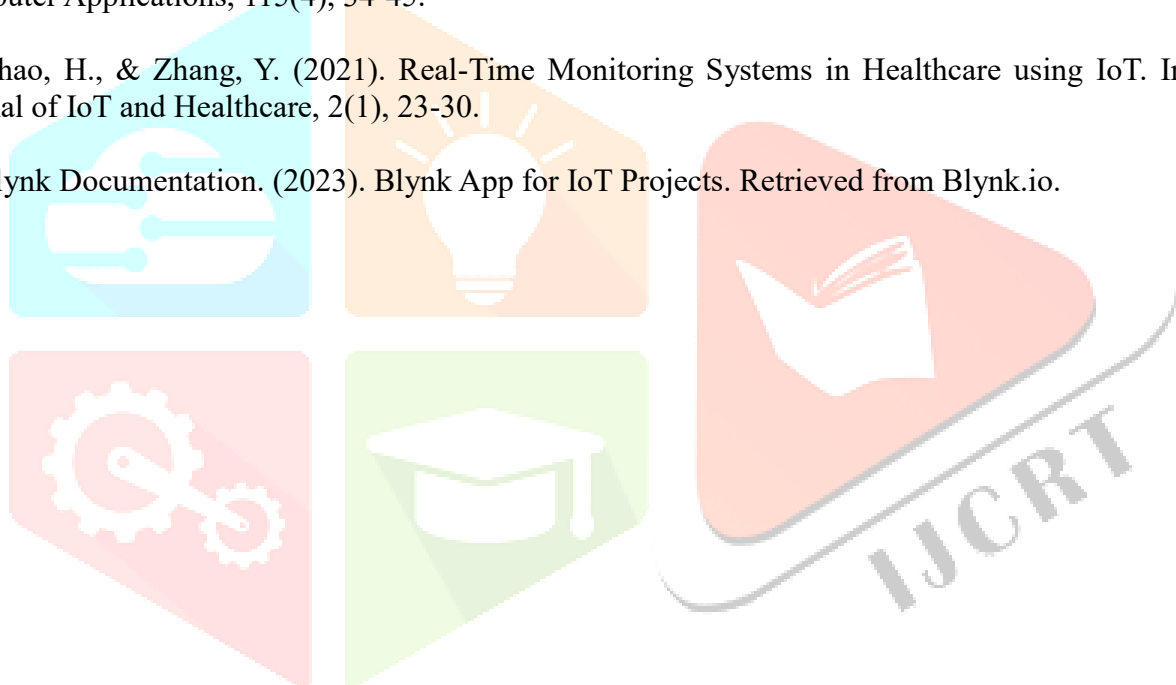 puter Applications, 115(4), 34-45.
hao, H., & Zhang, Y. (2021). Real-Time Monitoring Systems in Healthcare using IoT. In
al of IoT and Healthcare, 2(1), 23-30.
lynk Documentation. (2023). Blynk App for IoT Projects. Retrieved from Blynk.io.
IJCRT